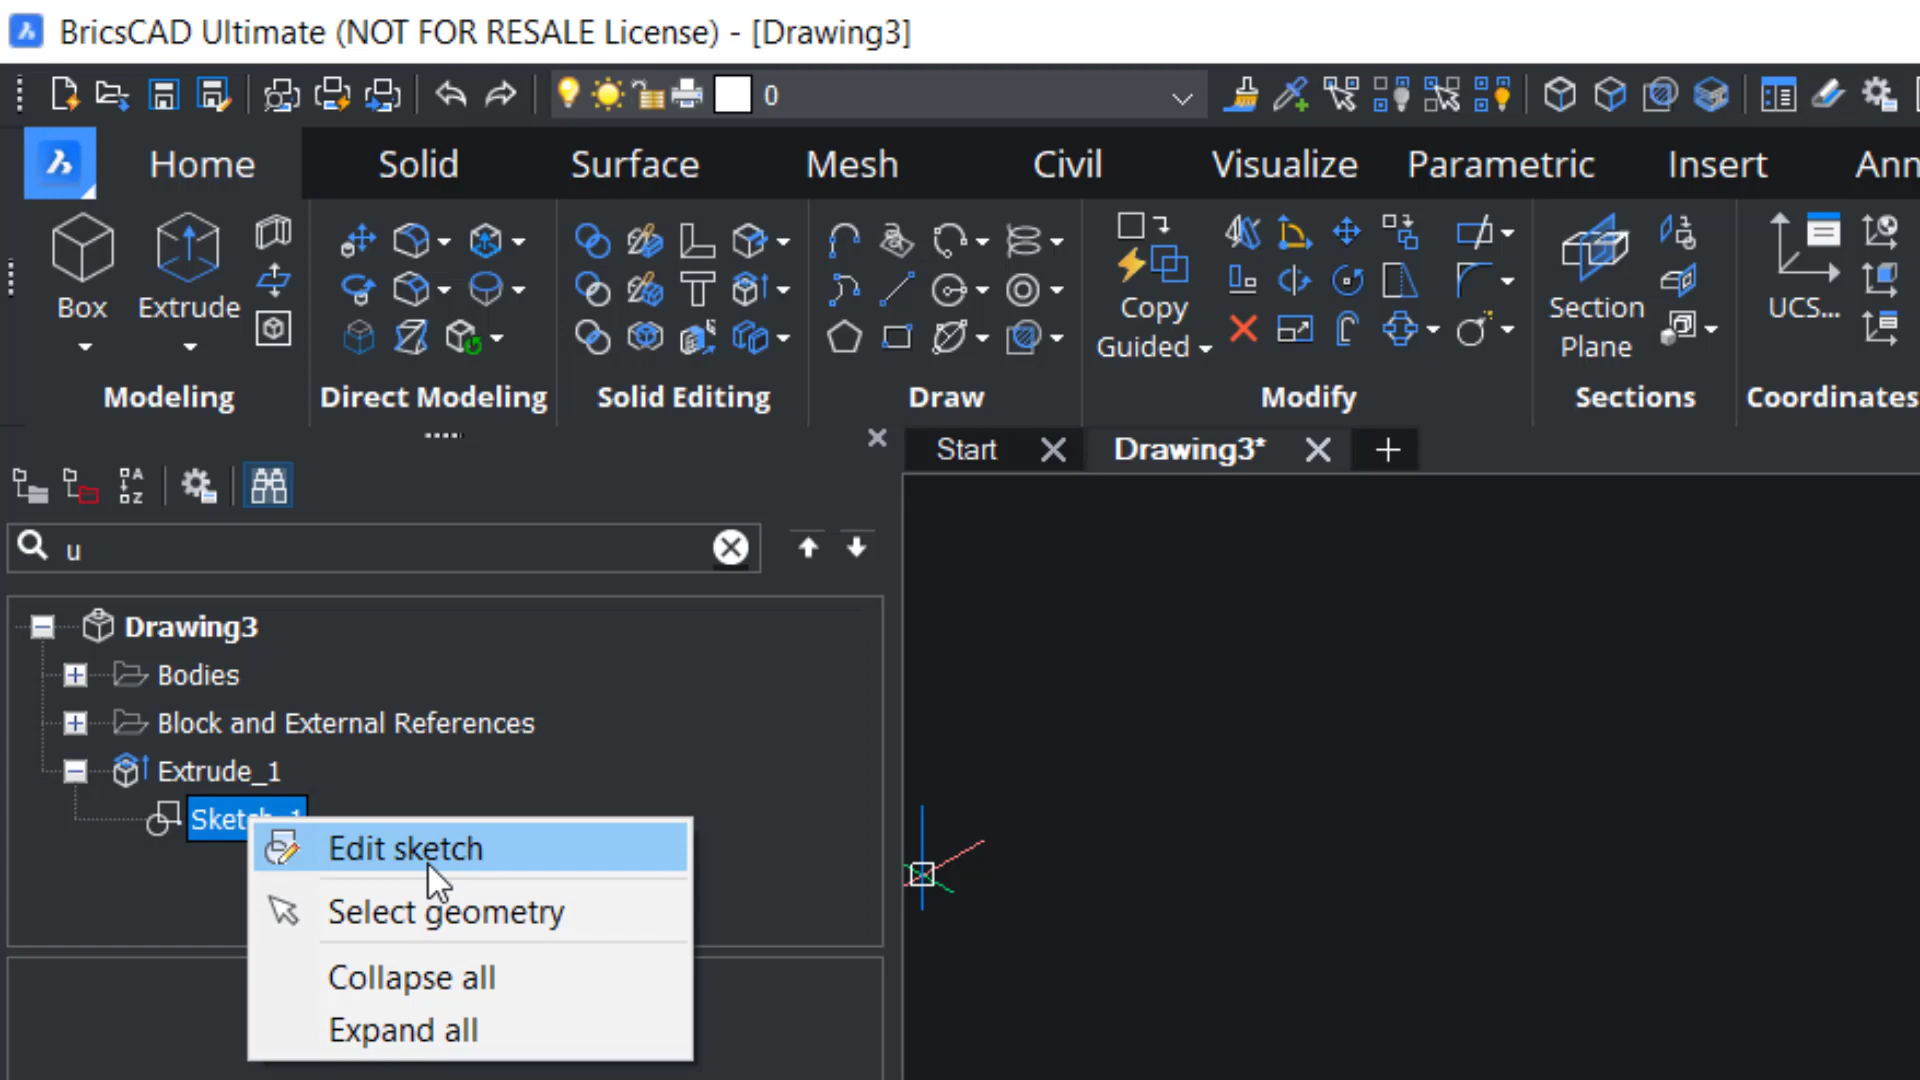 BricsCAD Ultimate (NOT FOR RESALE License) - [Drawing3]
0
Home Solid Surface Mesh Civil Visualize Parametric Insert Ann
Box Extrude Copy Guided Section Plane UCS...
Modeling Direct Modeling Solid Editing Draw Modify Sections Coordinates
Start Drawing3* +
A
Z
u
Drawing3
Bodies
Block and External References
Extrude_1
Sketch_1
Edit sketch
Select geometry
Collapse all
Expand all